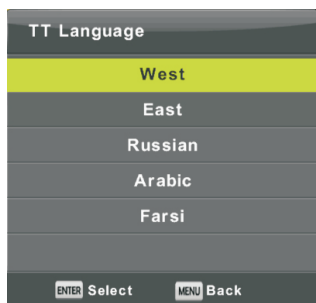 TT Language
West
East
Russian
Arabic
Farsi
ENTER Select MENU Back